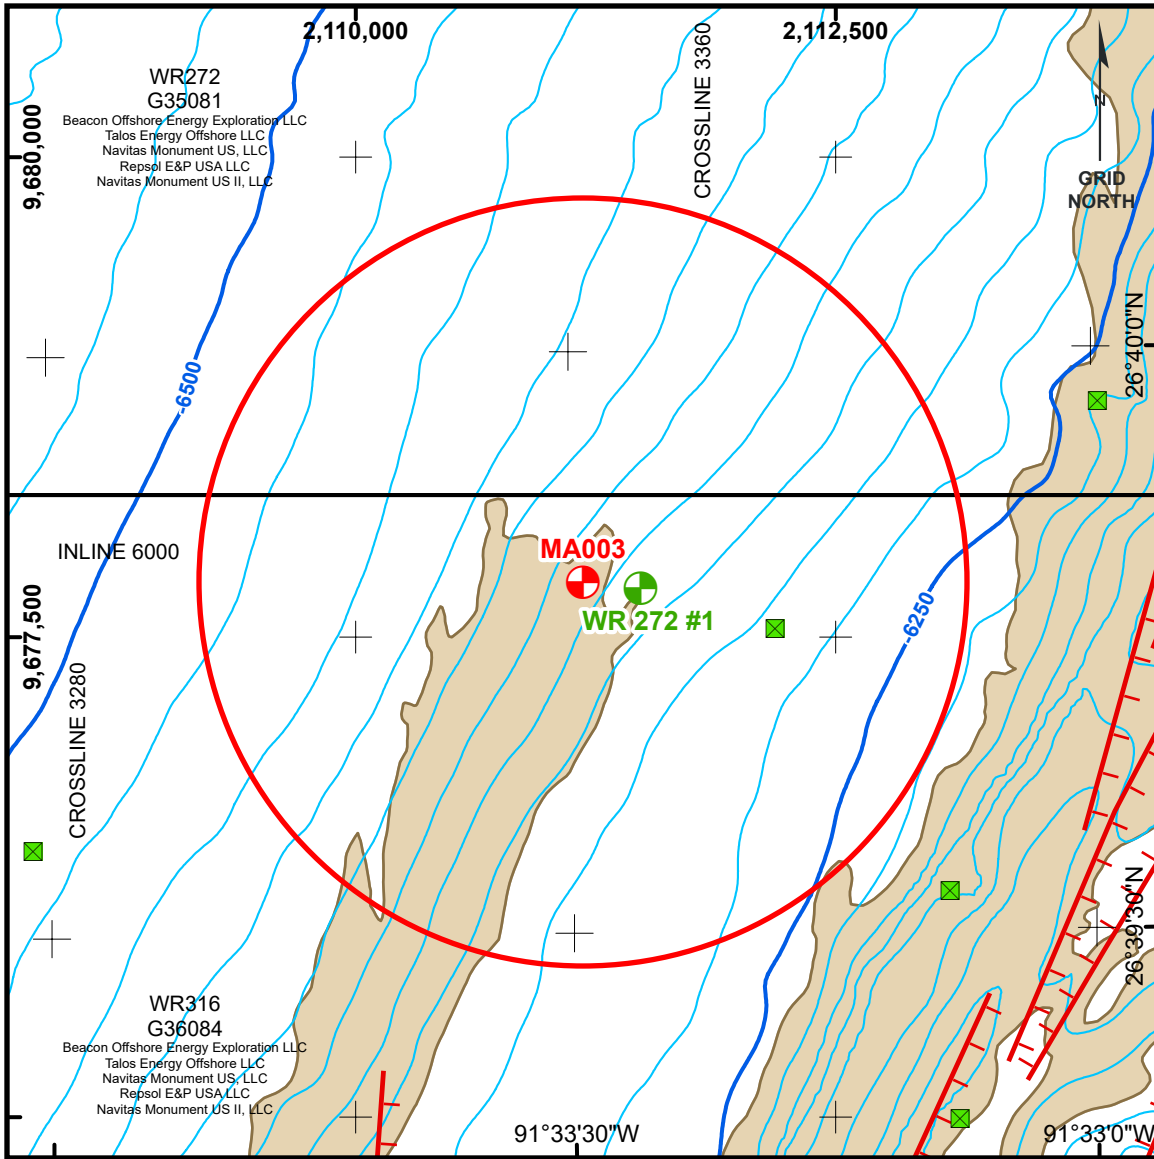 2,110,000
2,112,500
WR272
G35081
Beacon Offshore Energy Exploration LLC
Talos Energy Offshore LLC
Navitas Monument US, LLC
Repsol E&P USA LLC
Navitas Monument US II, LLC
9,680,000
CROSSLINE 3360
N
GRID
NORTH
26°40'0"N
-6500
INLINE 6000
MA003
WR 272 #1
9,677,500
-6250
CROSSLINE 3280
26°39'30"N
WR316
G36084
Beacon Offshore Energy Exploration LLC
Talos Energy Offshore LLC
Navitas Monument US, LLC
Repsol E&P USA LLC
Navitas Monument US II, LLC
91°33'30"W
91°33'0"W